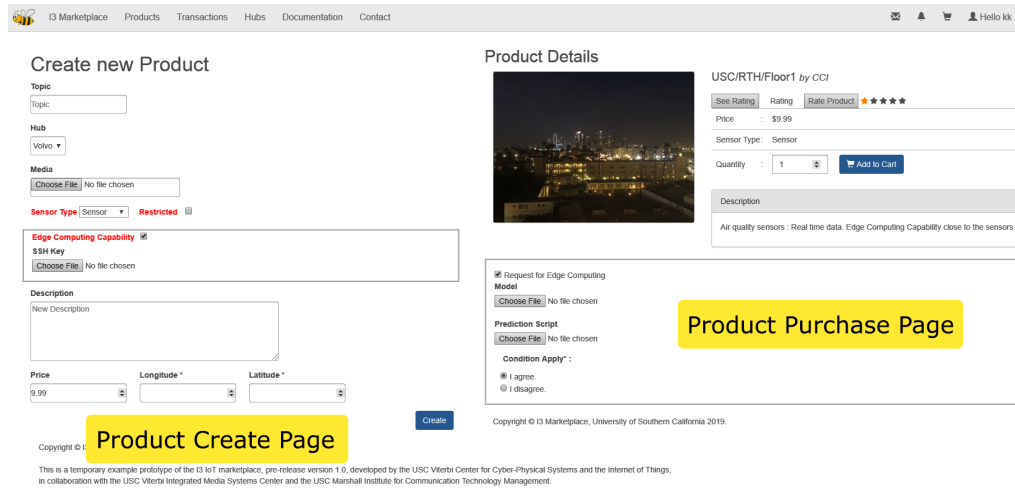 I3 Marketplace Products Transactions Hubs Documentation Contact Hello kk
Create new Product
Topic
Topic
Hub
Volvo
Media
Choose File No file chosen
Sensor Type Sensor Restricted
Edge Computing Capability
SSH Key
Choose File No file chosen
Description
New Description
Price Longitude * Latitude *
9.99
Create
Product Create Page
Copyright © I
This is a temporary example prototype of the I3 IoT marketplace, pre-release version 1.0, developed by the USC Viterbi Center for Cyber-Physical Systems and the Internet of Things,
in collaboration with the USC Viterbi Integrated Media Systems Center and the USC Marshall Institute for Communication Technology Management.
Product Details
USC/RTH/Floor1 by CCI
See Rating Rating Rate Product
Price : $9.99
Sensor Type : Sensor
Quantity : 1 Add to Cart
Description
Air quality sensors : Real time data. Edge Computing Capability close to the sensors
Request for Edge Computing
Model
Choose File No file chosen
Prediction Script
Choose File No file chosen
Condition Apply* :
I agree.
I disagree.
Product Purchase Page
Copyright © I3 Marketplace, University of Southern California 2019.